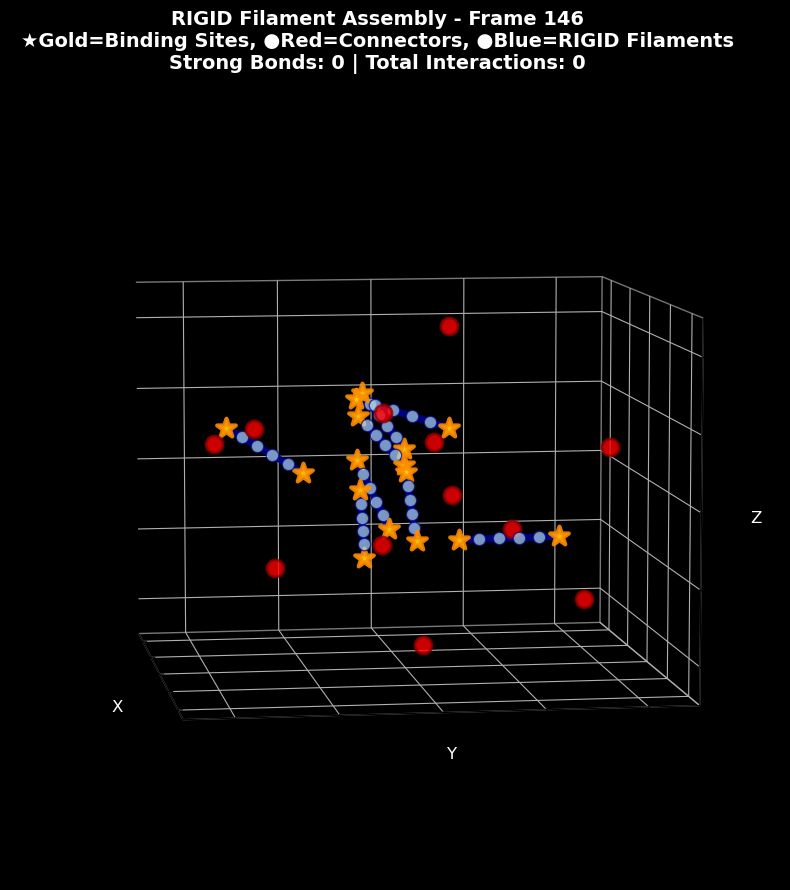 RIGID Filament Assembly - Frame 146
★Gold=Binding Sites, ●Red=Connectors, ●Blue=RIGID Filaments
Strong Bonds: 0 | Total Interactions: 0
Z
X
Y